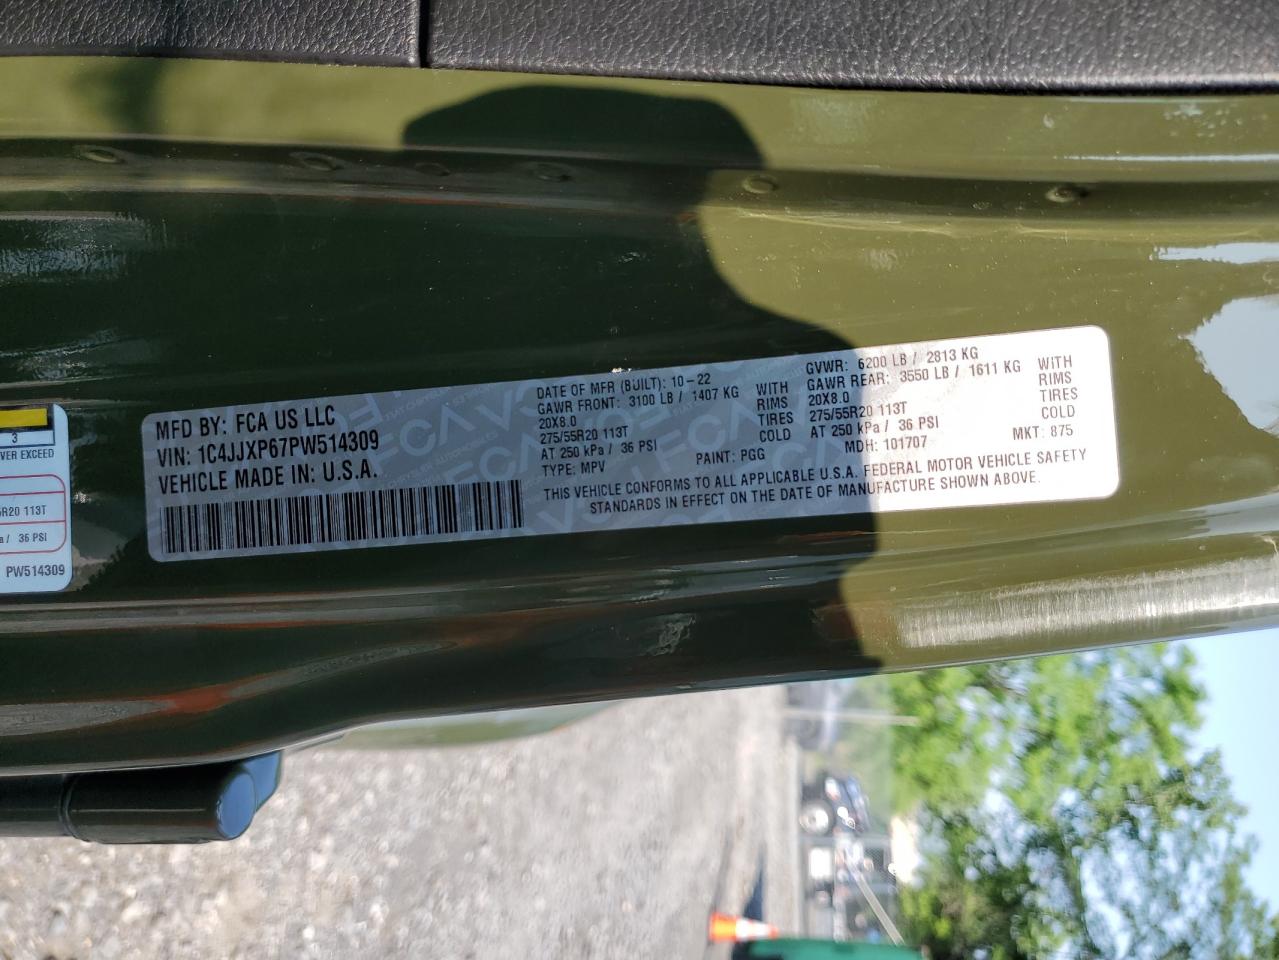 MFD BY: FCA US LLC
VIN: 1C4JJXP67PW514309
VEHICLE MADE IN: U.S.A.
DATE OF MFR (BUILT): 10-22
GAWR FRONT: 3100 LB / 1407 KG WITH
20X8.0 RIMS
275/55R20 113T TIRES
AT 250 kPa / 36 PSI COLD
TYPE: MPV PAINT: PGG
GVWR: 6200 LB / 2813 KG
GAWR REAR: 3550 LB / 1611 KG WITH
20X8.0 RIMS
275/55R20 113T TIRES
AT 250 kPa / 36 PSI COLD
MDH: 101707 MKT: 875
THIS VEHICLE CONFORMS TO ALL APPLICABLE U.S.A. FEDERAL MOTOR VEHICLE SAFETY
STANDARDS IN EFFECT ON THE DATE OF MANUFACTURE SHOWN ABOVE.
3
VER EXCEED
5R20 113T
a / 36 PSI
PW514309